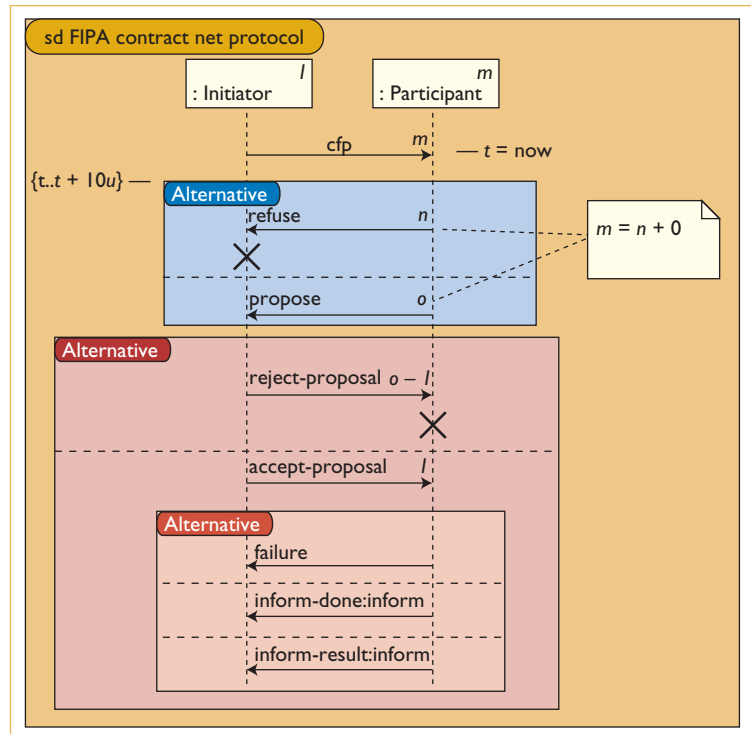 sd FIPA contract net protocol
l
: Initiator
m
: Participant
cfp m
— t = now
{t..t + 10u} —
Alternative
refuse n
m = n + 0
propose o
Alternative
reject-proposal o – l
accept-proposal l
Alternative
failure
inform-done:inform
inform-result:inform